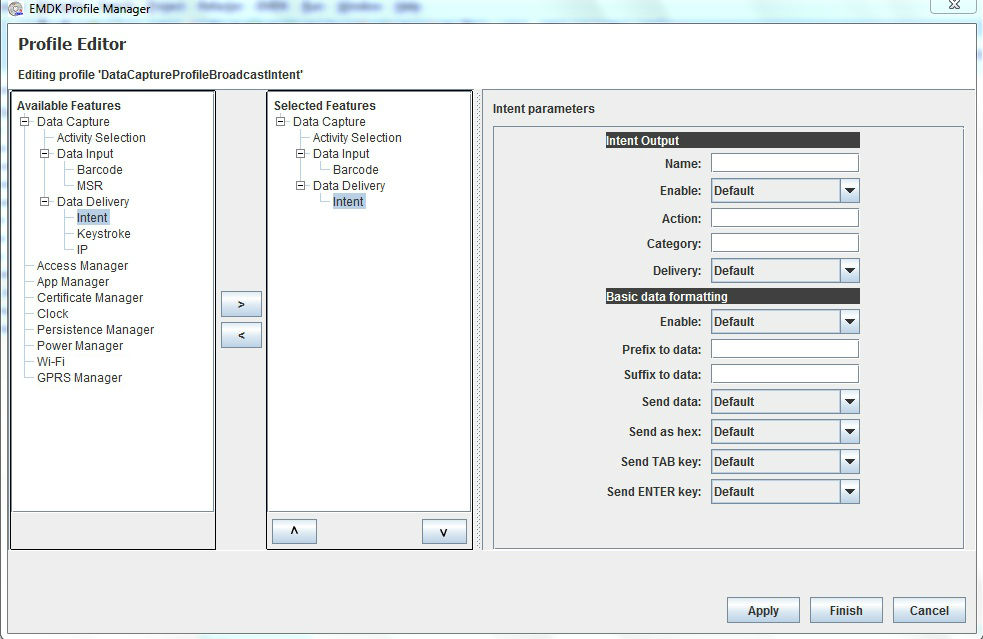 EMDK Profile Manager
Profile Editor
Editing profile 'DataCaptureProfileBroadcastIntent'
Available Features
Data Capture
Activity Selection
Data Input
Barcode
MSR
Data Delivery
Intent
Keystroke
IP
Access Manager
App Manager
Certificate Manager
Clock
Persistence Manager
Power Manager
Wi-Fi
GPRS Manager
>
<
Selected Features
Data Capture
Activity Selection
Data Input
Barcode
Data Delivery
Intent
^
v
Intent parameters
Intent Output
Name:
Enable: Default
Action:
Category:
Delivery: Default
Basic data formatting
Enable: Default
Prefix to data:
Suffix to data:
Send data: Default
Send as hex: Default
Send TAB key: Default
Send ENTER key: Default
Apply Finish Cancel